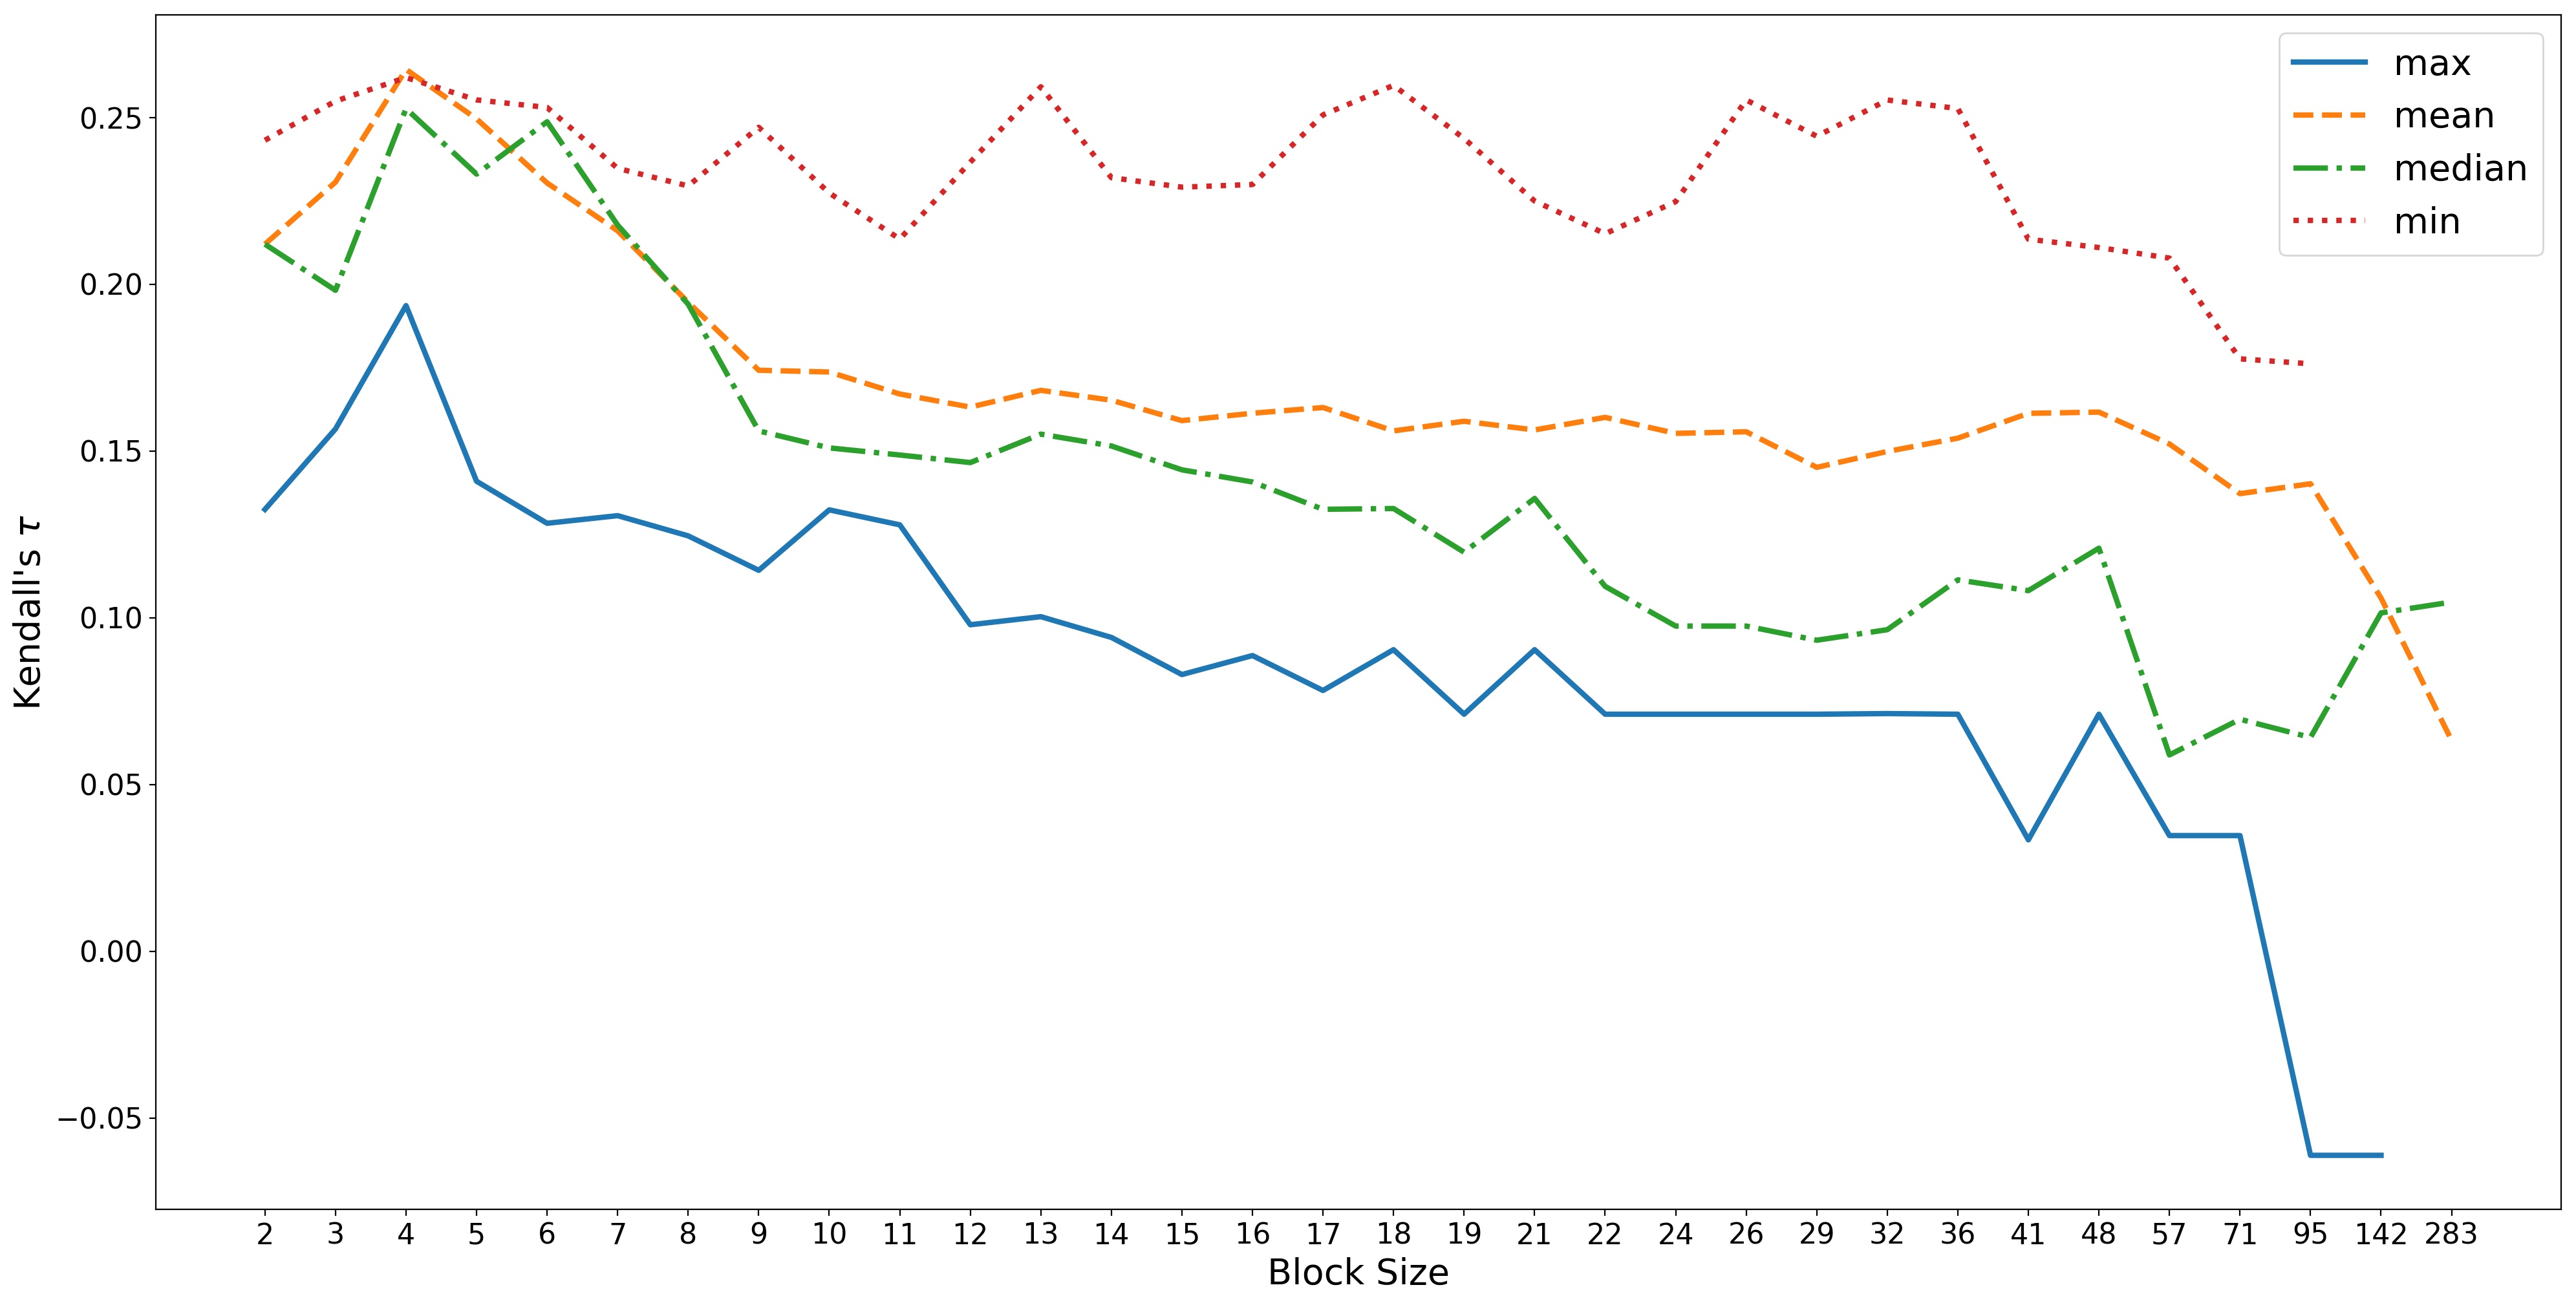 max
mean
median
min
0.25
0.20
0.15
0.10
0.05
0.00
−0.05
Kendall's τ
2 3 4 5 6 7 8 9 10 11 12 13 14 15 16 17 18 19 21 22 24 26 29 32 36 41 48 57 71 95 142 283
Block Size